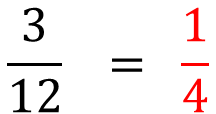 3/12 = 1/4